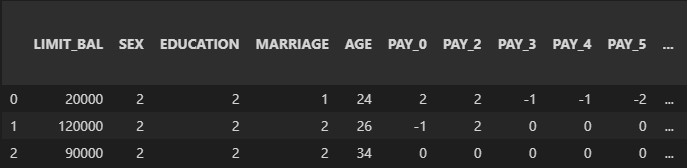 LIMIT_BAL SEX EDUCATION MARRIAGE AGE PAY_0 PAY_2 PAY_3 PAY_4 PAY_5 ...
0 20000 2 2 1 24 2 2 -1 -1 -2 ...
1 120000 2 2 2 26 -1 2 0 0 0 ...
2 90000 2 2 2 34 0 0 0 0 0 ...